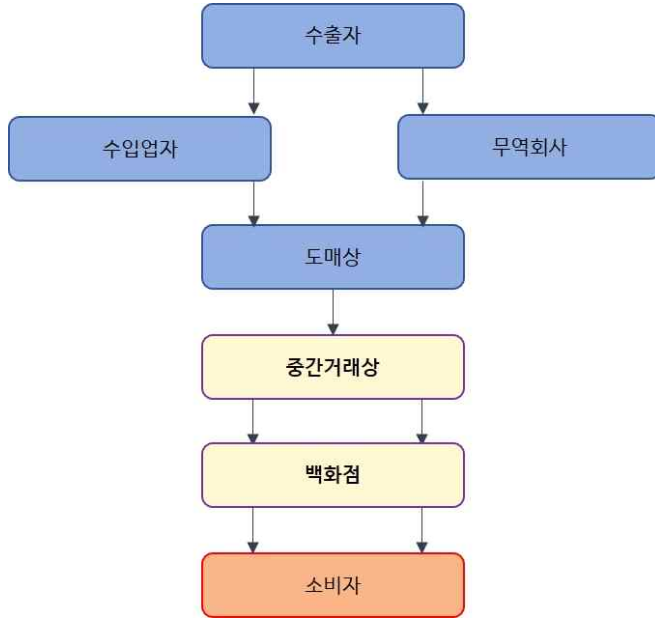 수출자
수입업자
무역회사
도매상
중간거래상
백화점
소비자